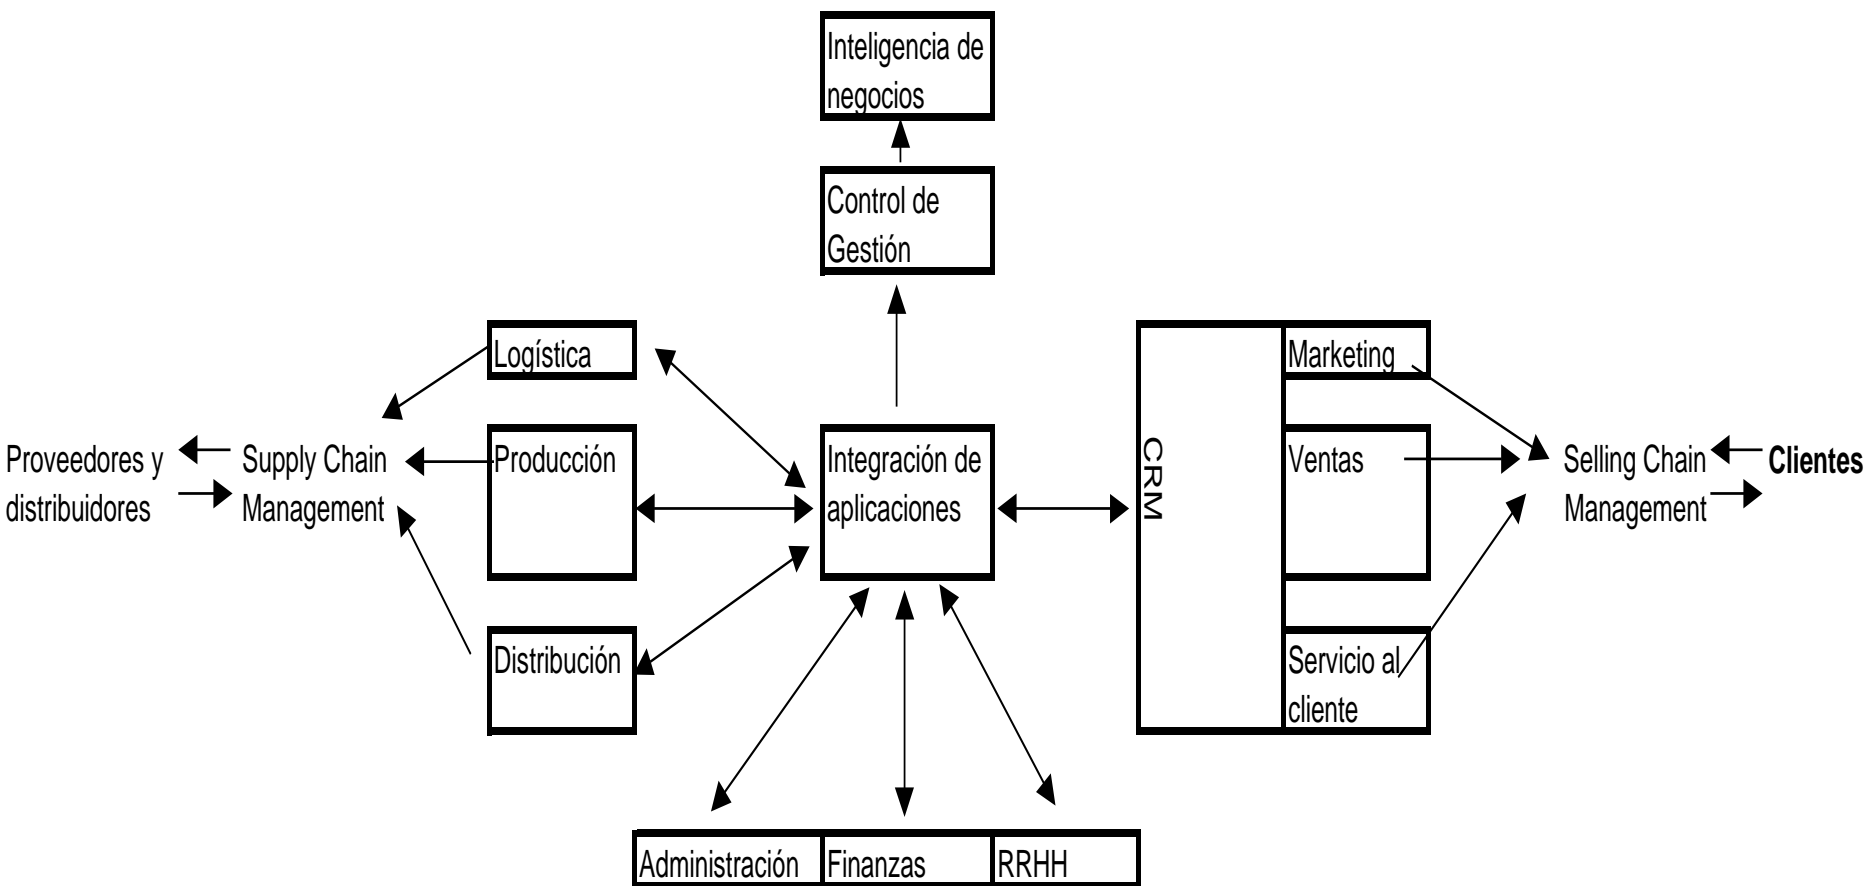 Inteligencia de
negocios
Control de
Gestión
Logística
Marketing
Proveedores y
distribuidores
Supply Chain
Management
Producción
Integración de
aplicaciones
CRM
Ventas
Selling Chain
Management
Clientes
Distribución
Servicio al
cliente
Administración
Finanzas
RRHH